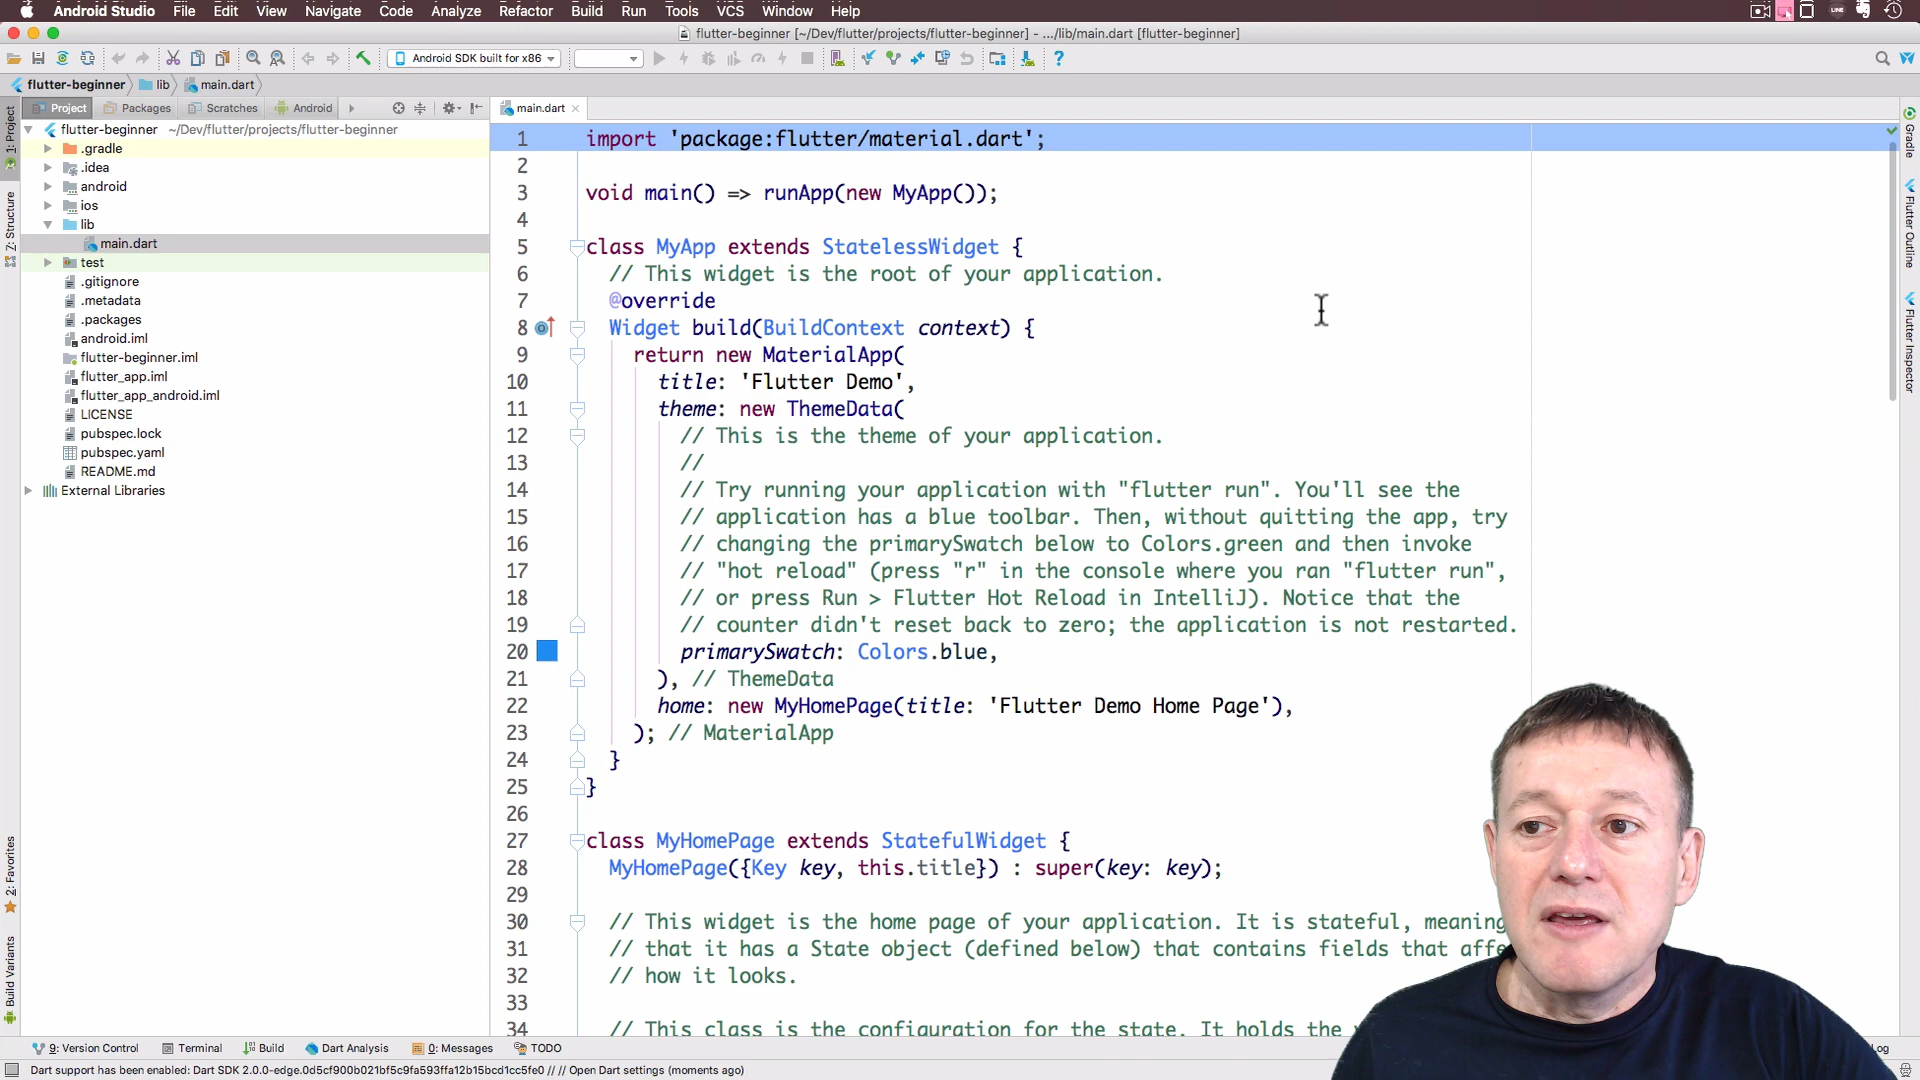 Android Studio File Edit View Navigate Code Analyze Refactor Build Run Tools VCS Window Help
LINE
flutter-beginner [~/Dev/flutter/projects/flutter-beginner] - .../lib/main.dart [flutter-beginner]
Android SDK built for x86
flutter-beginner lib main.dart
Project Packages Scratches Android
main.dart
1: Project
Z: Structure
2: Favorites
Build Variants
flutter-beginner ~/Dev/flutter/projects/flutter-beginner
.gradle
.idea
android
ios
lib
main.dart
test
.gitignore
.metadata
.packages
android.iml
flutter-beginner.iml
flutter_app.iml
flutter_app_android.iml
LICENSE
pubspec.lock
pubspec.yaml
README.md
External Libraries
1 import 'package:flutter/material.dart';
2
3 void main() => runApp(new MyApp());
4
5 class MyApp extends StatelessWidget {
6 // This widget is the root of your application.
7 @override
8 Widget build(BuildContext context) {
9 return new MaterialApp(
10 title: 'Flutter Demo',
11 theme: new ThemeData(
12 // This is the theme of your application.
13 //
14 // Try running your application with "flutter run". You'll see the
15 // application has a blue toolbar. Then, without quitting the app, try
16 // changing the primarySwatch below to Colors.green and then invoke
17 // "hot reload" (press "r" in the console where you ran "flutter run",
18 // or press Run > Flutter Hot Reload in IntelliJ). Notice that the
19 // counter didn't reset back to zero; the application is not restarted.
20 primarySwatch: Colors.blue,
21 ), // ThemeData
22 home: new MyHomePage(title: 'Flutter Demo Home Page'),
23 ); // MaterialApp
24 }
25 }
26
27 class MyHomePage extends StatefulWidget {
28 MyHomePage({Key key, this.title}) : super(key: key);
29
30 // This widget is the home page of your application. It is stateful, meaning
31 // that it has a State object (defined below) that contains fields that affe
32 // how it looks.
33
34 // This class is the configuration for the state. It holds the
Gradle
Flutter Outline
Flutter Inspector
9: Version Control Terminal Build Dart Analysis 0: Messages TODO
Log
Dart support has been enabled: Dart SDK 2.0.0-edge.0d5cf900b021bf5c9fa593ffa12b15bcd1cc5fe0 // // Open Dart settings (moments ago)